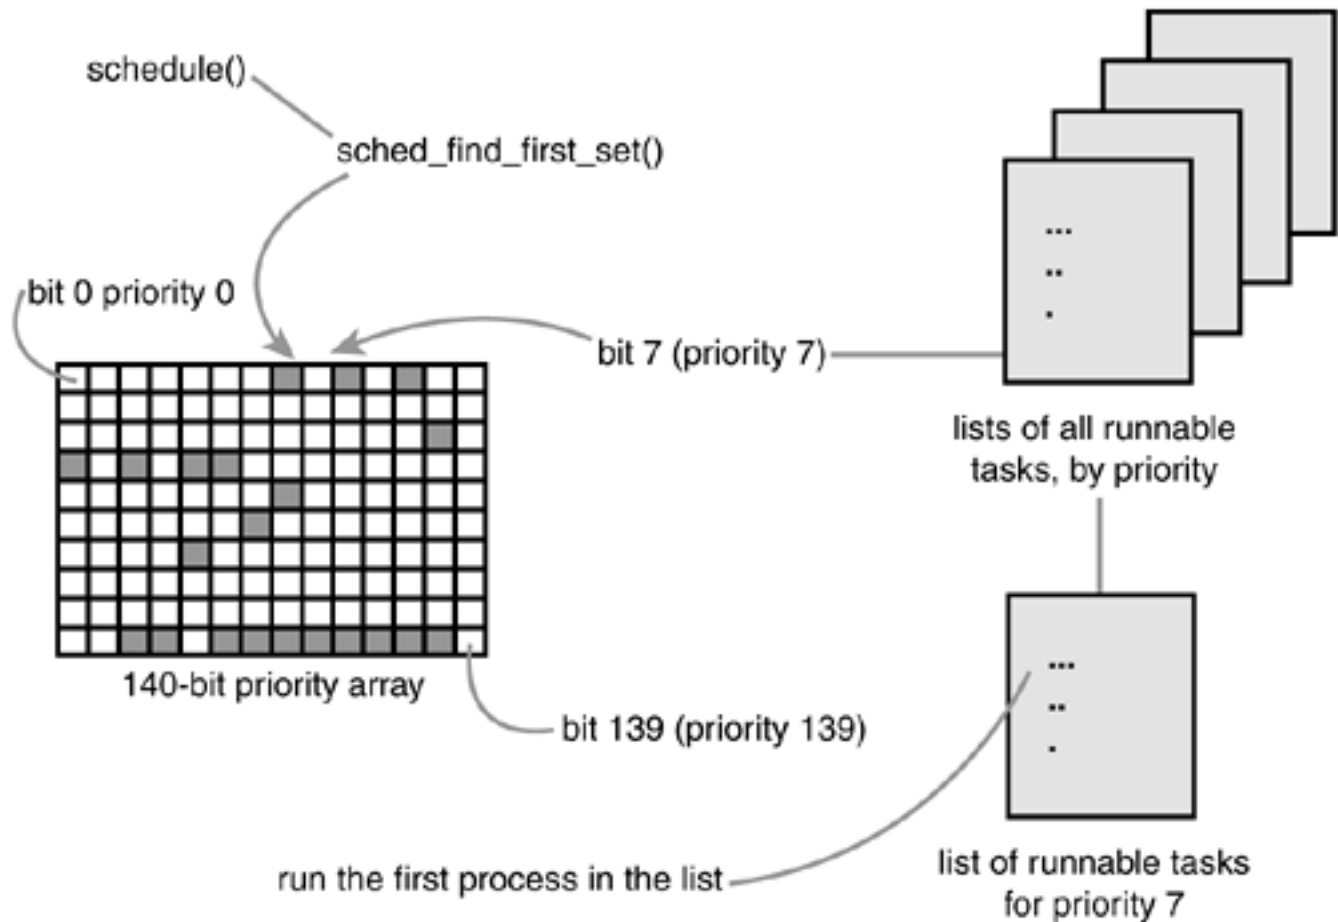 schedule()
sched_find_first_set()
bit 0 priority 0
bit 7 (priority 7)
lists of all runnable
tasks, by priority
140-bit priority array
bit 139 (priority 139)
run the first process in the list
list of runnable tasks
for priority 7